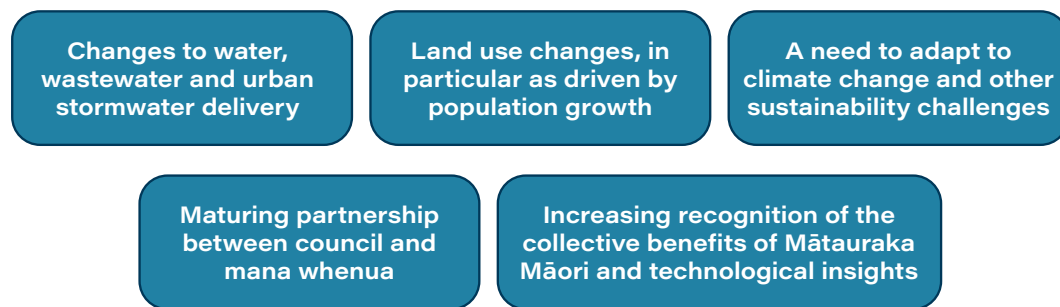 Changes to water,
wastewater and urban
stormwater delivery
Land use changes, in
particular as driven by
population growth
A need to adapt to
climate change and other
sustainability challenges
Maturing partnership
between council and
mana whenua
Increasing recognition of the
collective benefits of Mātauraka
Māori and technological insights